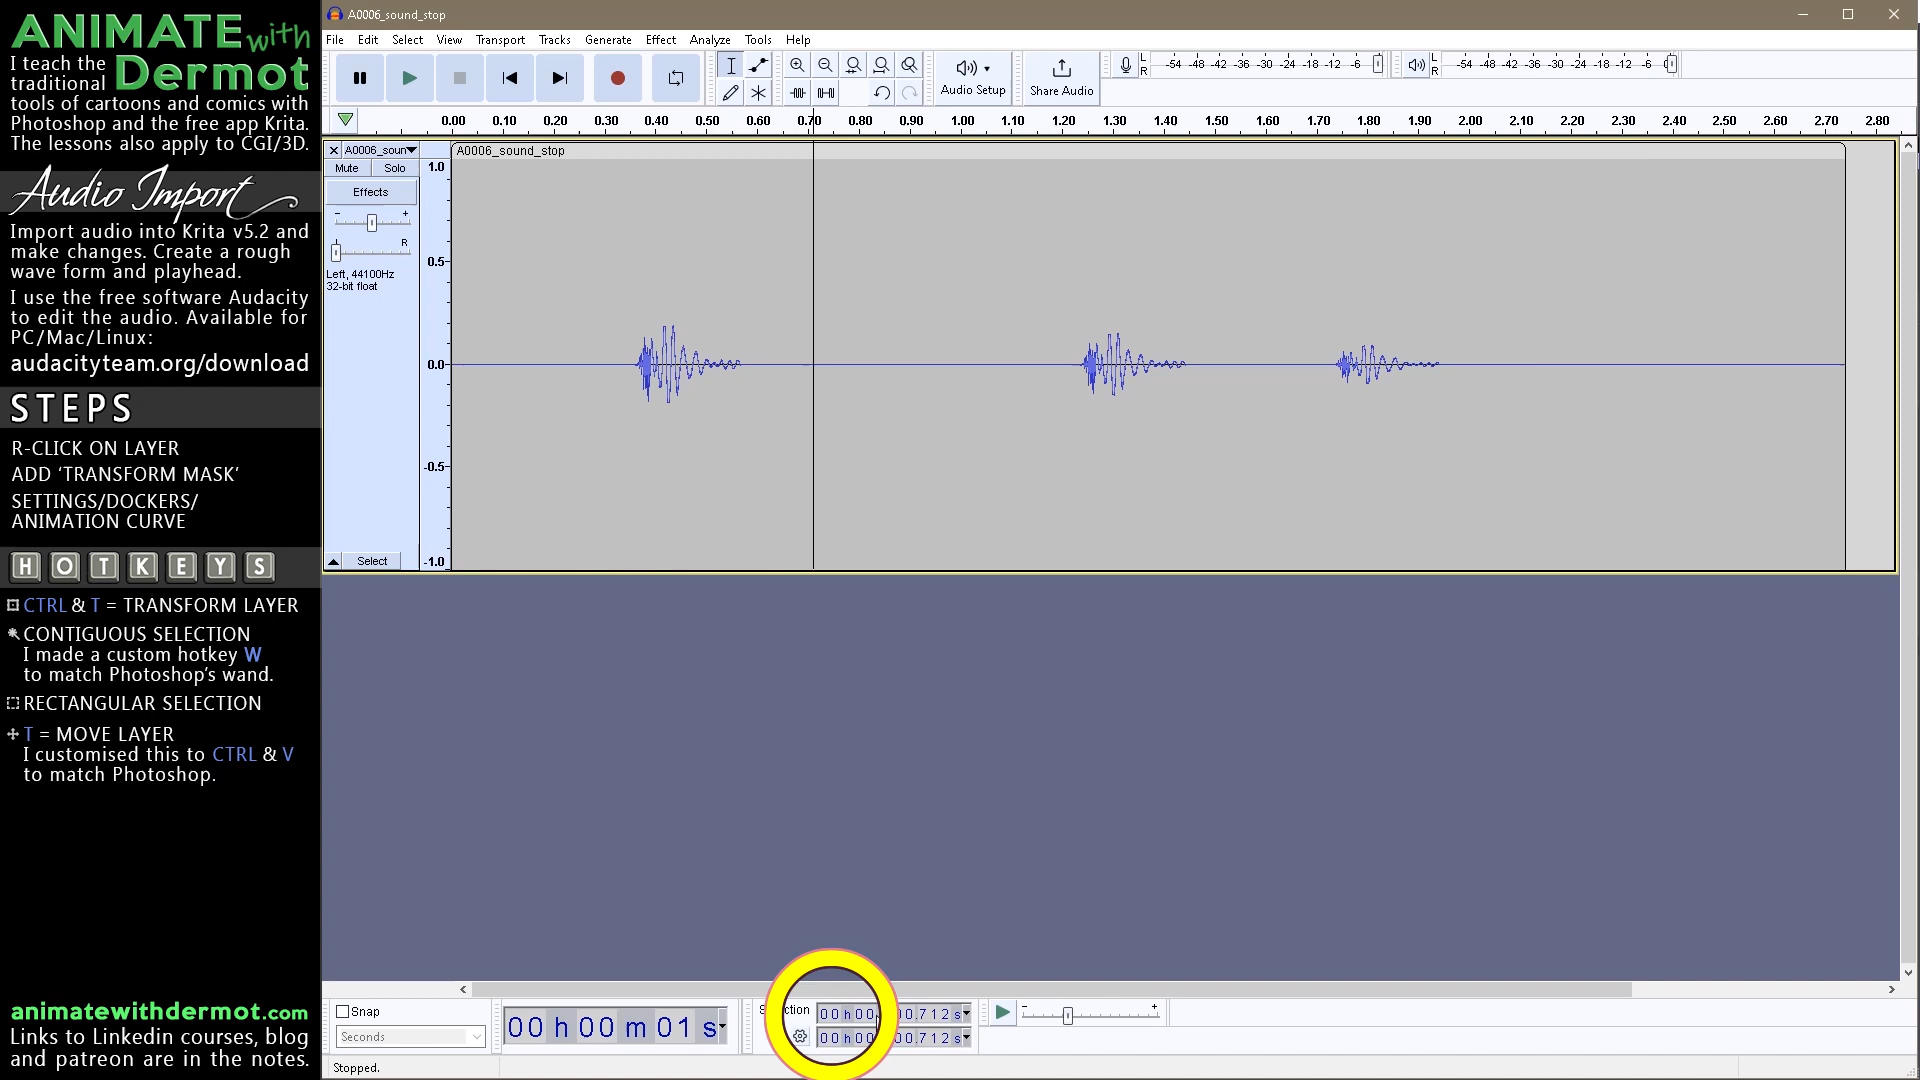 ANIMATE with
Dermot
I teach the
traditional
tools of cartoons and comics with
Photoshop and the free app Krita.
The lessons also apply to CGI/3D.
Audio Import
Import audio into Krita v5.2 and
make changes. Create a rough
wave form and playhead.
I use the free software Audacity
to edit the audio. Available for
PC/Mac/Linux:
audacityteam.org/download
STEPS
R-CLICK ON LAYER
ADD ‘TRANSFORM MASK’
SETTINGS/DOCKERS/
ANIMATION CURVE
HOTKEYS
CTRL & T = TRANSFORM LAYER
CONTIGUOUS SELECTION
I made a custom hotkey W
to match Photoshop’s wand.
RECTANGULAR SELECTION
T = MOVE LAYER
I customised this to CTRL & V
to match Photoshop.
animatewithdermot.com
Links to Linkedin courses, blog
and patreon are in the notes.
A0006_sound_stop
File Edit Select View Transport Tracks Generate Effect Analyze Tools Help
Audio Setup
Share Audio
L
R
-54 -48 -42 -36 -30 -24 -18 -12 -6
L
R
-54 -48 -42 -36 -30 -24 -18 -12 -6
0.00 0.10 0.20 0.30 0.40 0.50 0.60 0.70 0.80 0.90 1.00 1.10 1.20 1.30 1.40 1.50 1.60 1.70 1.80 1.90 2.00 2.10 2.20 2.30 2.40 2.50 2.60 2.70 2.80
A0006_soun
A0006_sound_stop
Mute Solo
Effects
- +
R
Left, 44100Hz
32-bit float
Select
1.0
0.5
0.0
-0.5
-1.0
Snap
Seconds
00 h 00 m 01 s
00 h 00 00.712 s
00 h 00 00.712 s
- +
Stopped.